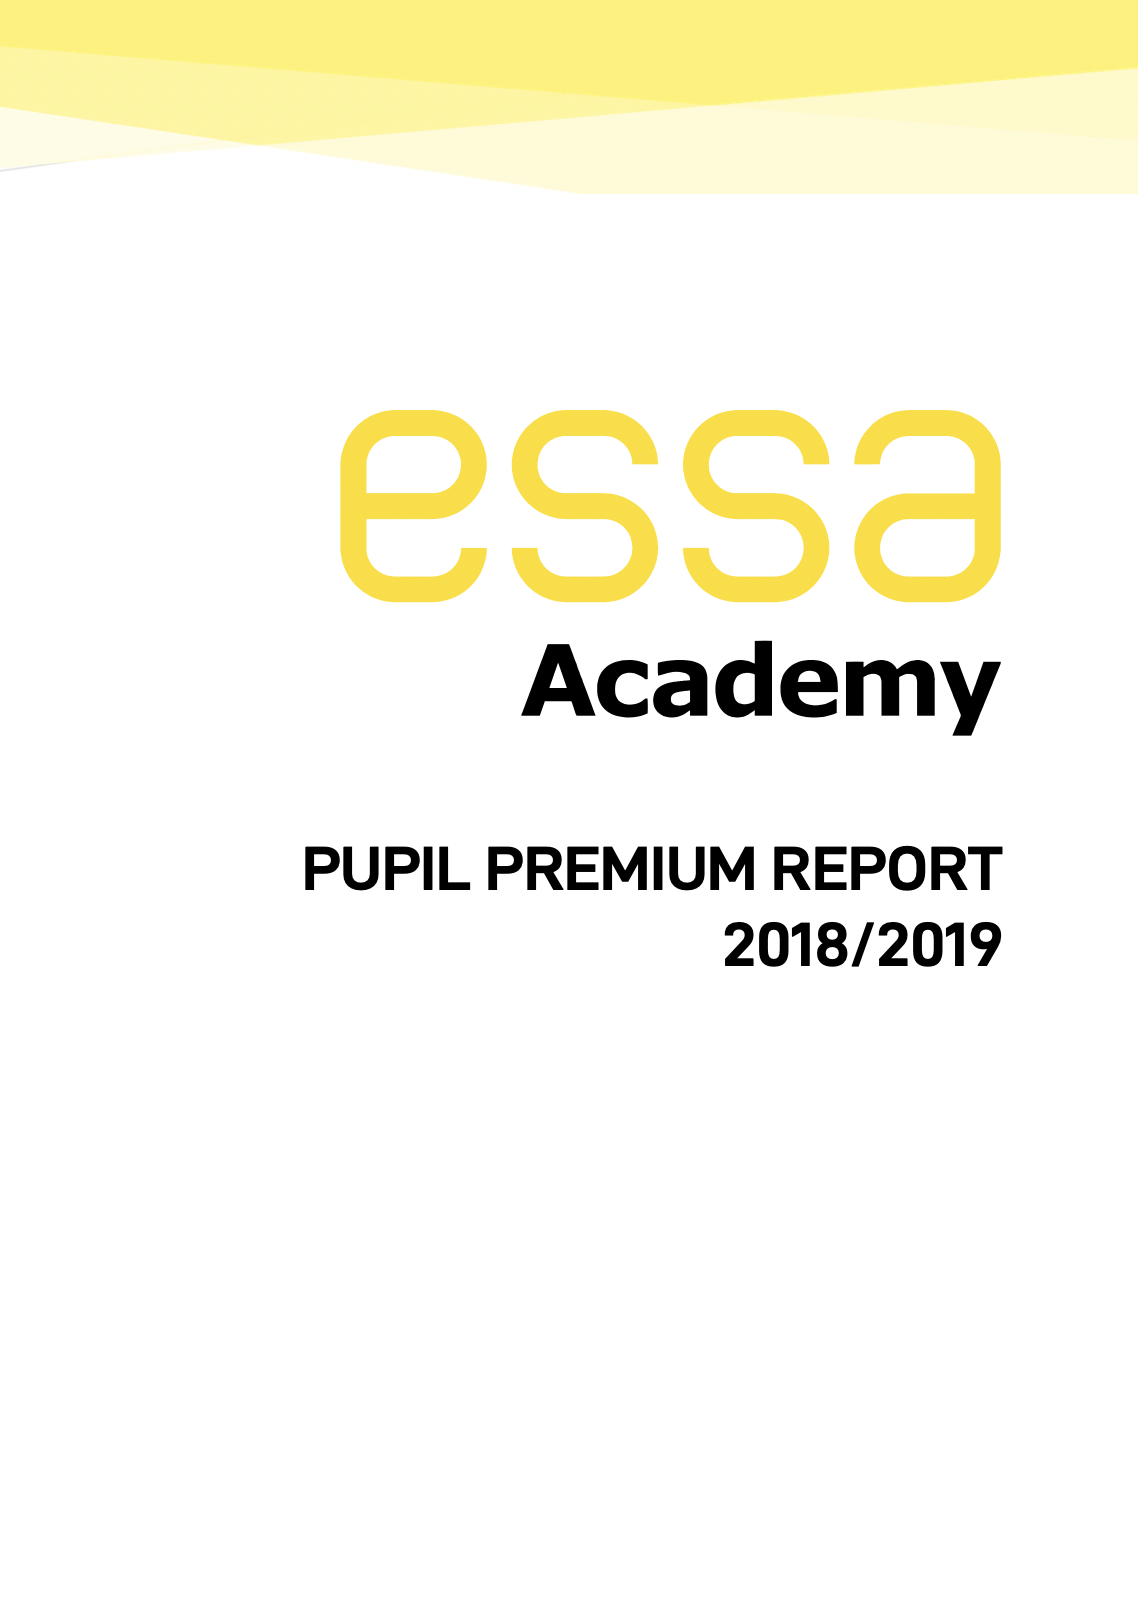 essa
Academy
PUPIL PREMIUM REPORT
2018/2019